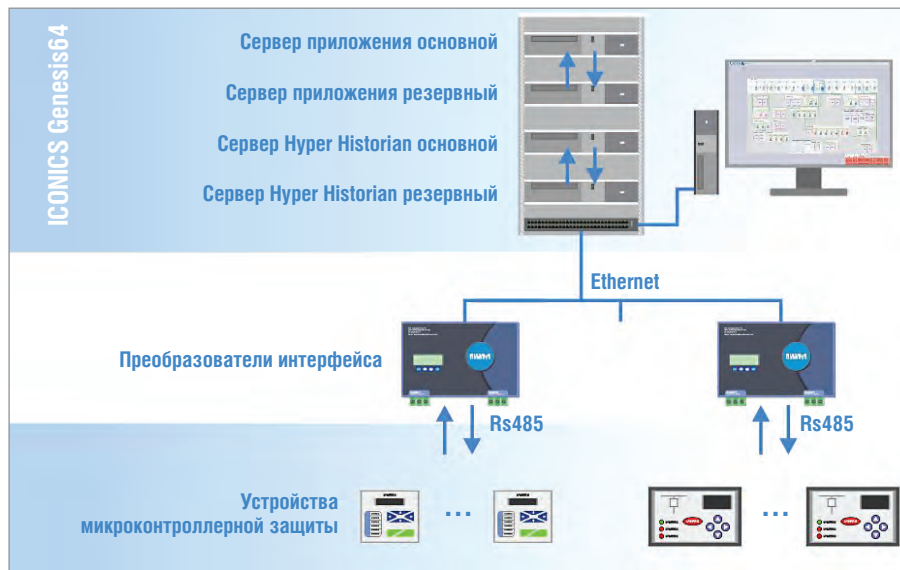 ICONICS Genesis64
Сервер приложения основной
Сервер приложения резервный
Сервер Hyper Historian основной
Сервер Hyper Historian резервный
Ethernet
Преобразователи интерфейса
Rs485
Rs485
Устройства
микроконтроллерной защиты
...
...